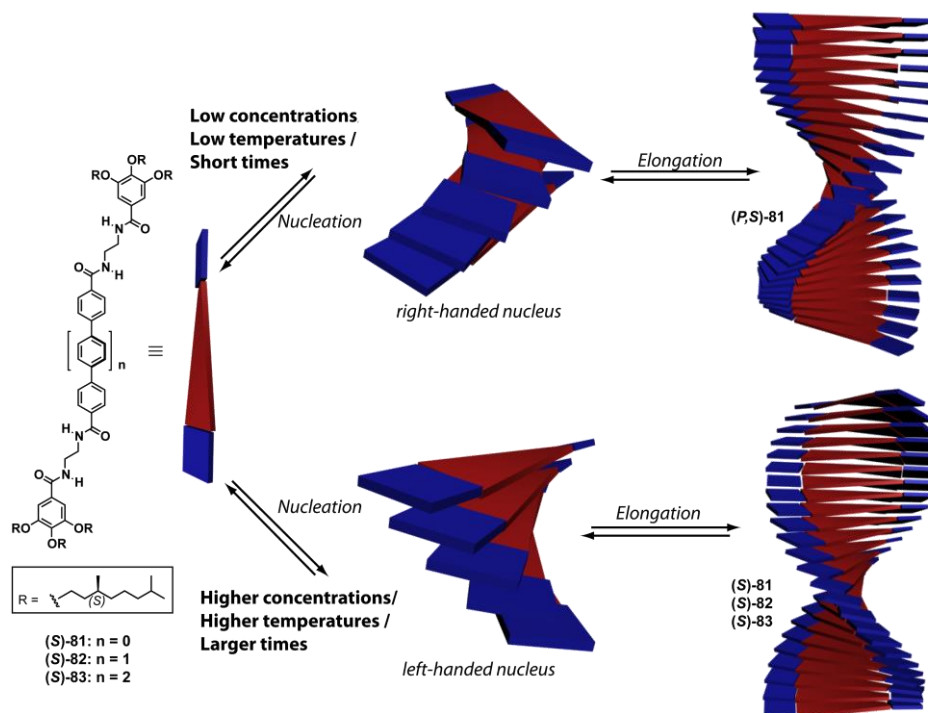 Low concentrations
Low temperatures /
Short times
Nucleation
right-handed nucleus
Elongation
(P,S)-81
OR
RO OR
O
N
H
O
N
H
[ ] n
≡
H
N
O
H
N
O
RO OR
OR
R =
(S)
(S)-81: n = 0
(S)-82: n = 1
(S)-83: n = 2
Nucleation
Higher concentrations/
Higher temperatures /
Larger times
left-handed nucleus
Elongation
(S)-81
(S)-82
(S)-83